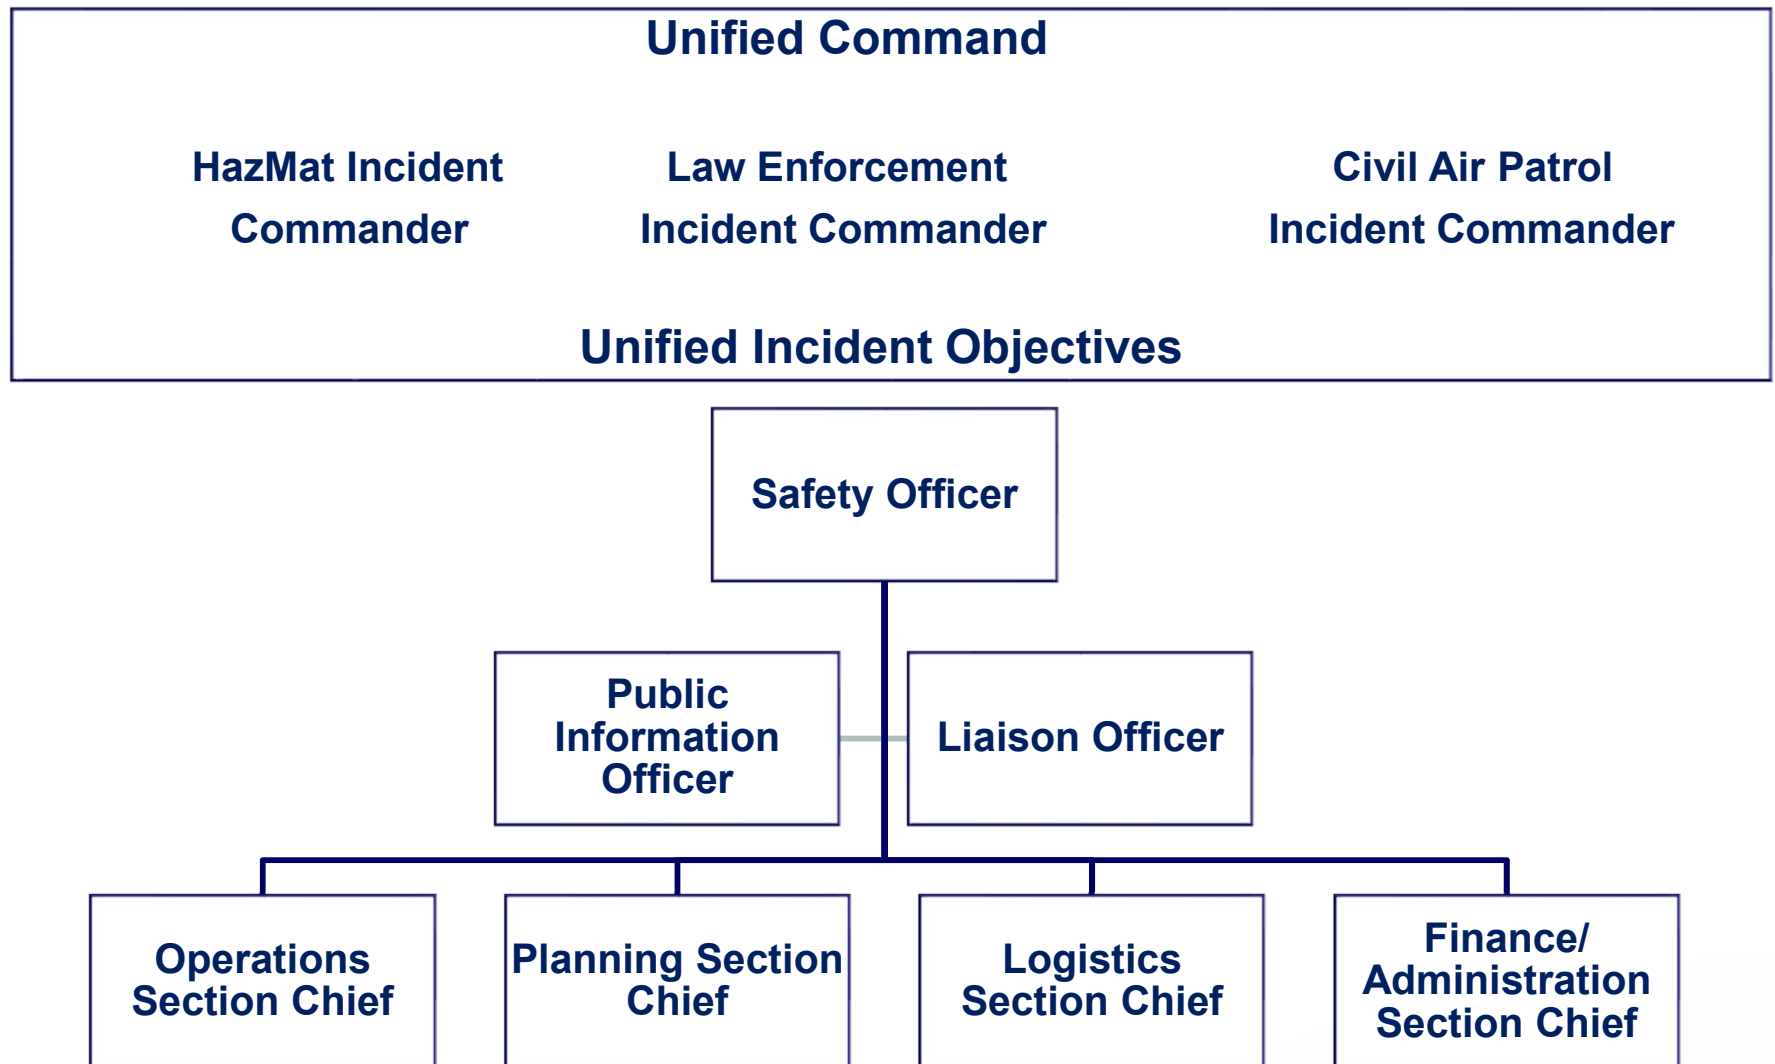 Unified Command
HazMat Incident
Commander
Law Enforcement
Incident Commander
Civil Air Patrol
Incident Commander
Unified Incident Objectives
Safety Officer
Public
Information
Officer
Liaison Officer
Operations
Section Chief
Planning Section
Chief
Logistics
Section Chief
Finance/
Administration
Section Chief